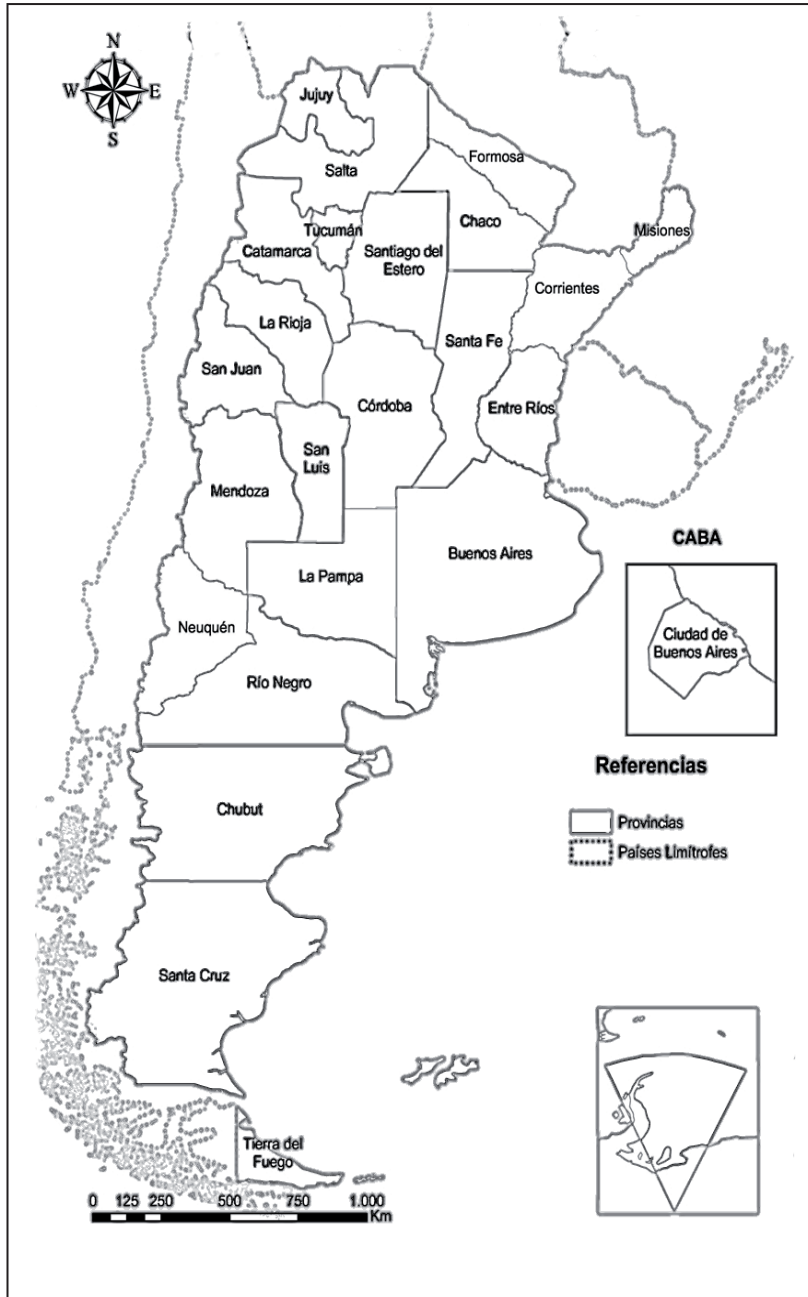 N
W E
S
Jujuy
Formosa
Salta
Chaco
Misiones
Tucumán
Catamarca
Santiago del
Estero
Corrientes
La Rioja
Santa Fe
San Juan
Córdoba
Entre Ríos
San
Luis
Mendoza
CABA
Buenos Aires
La Pampa
Neuquén
Ciudad de
Buenos Aires
Río Negro
Referencias
Chubut
Provincias
Países Limítrofes
Santa Cruz
Tierra del
Fuego
0 125 250 500 750 1.000
Km